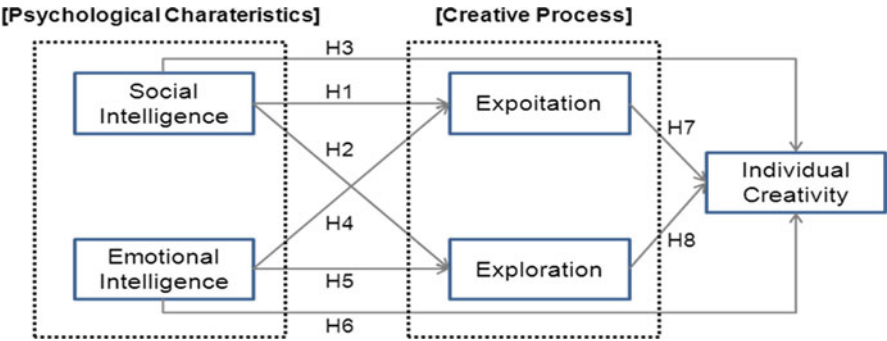 [Psychological Charateristics]
[Creative Process]
H3
Social
Intelligence
H1
Expoitation
H7
H2
Individual
Creativity
H4
H8
Emotional
Intelligence
H5
Exploration
H6